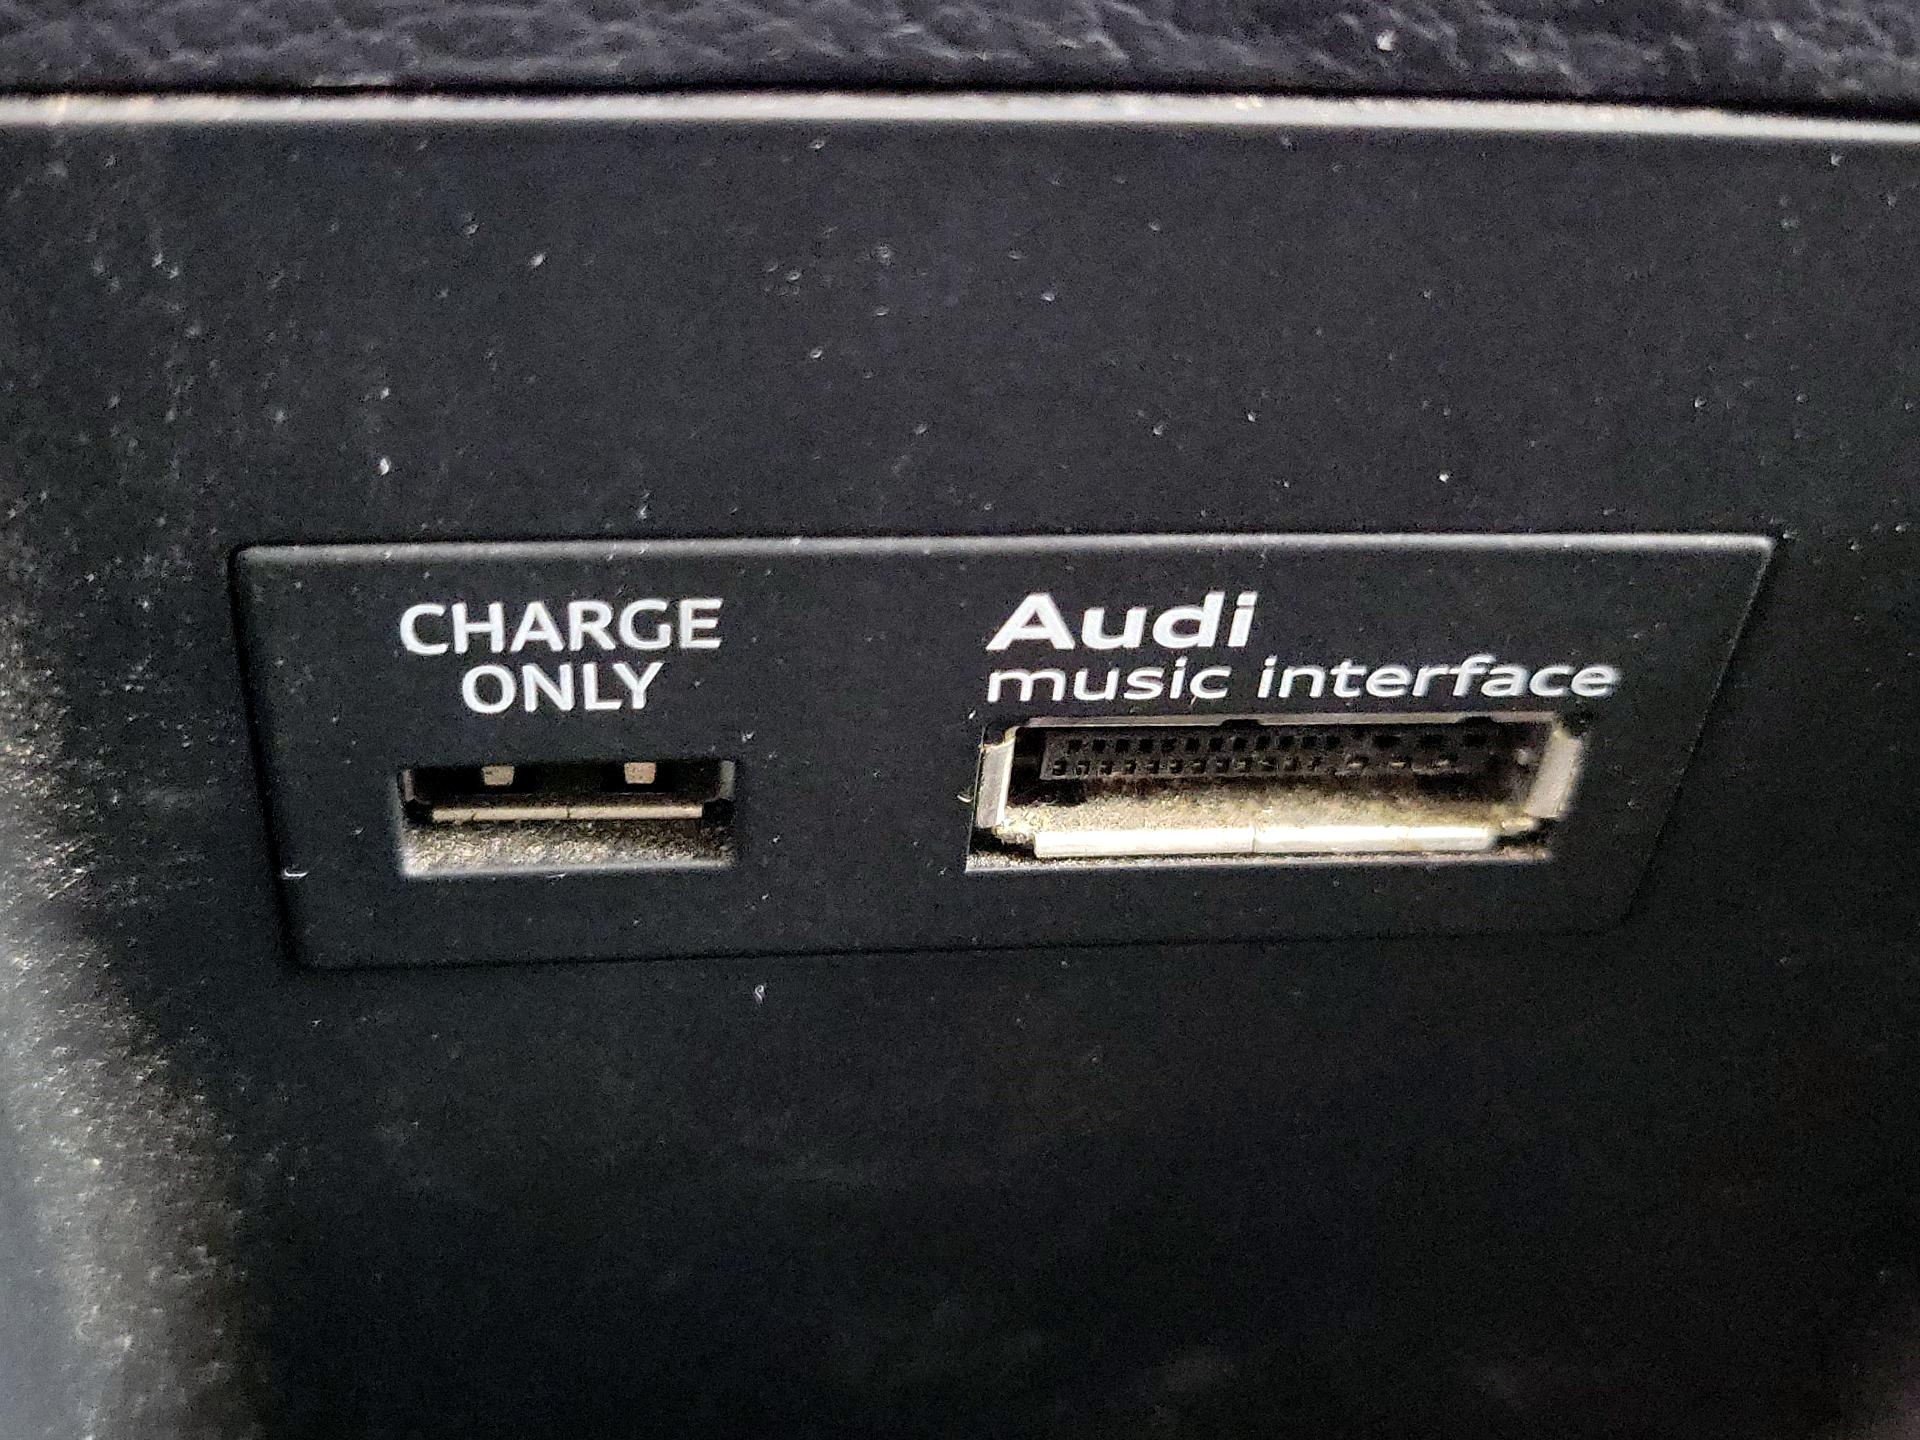 CHARGE
ONLY
Audi
music interface